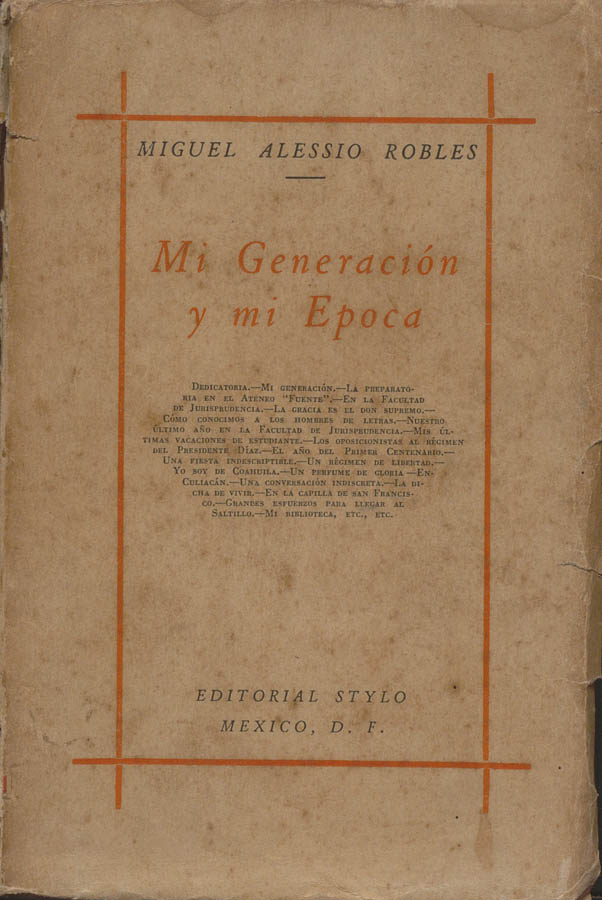 MIGUEL ALESSIO ROBLES
Mi Generación
y mi Epoca
DEDICATORIA.—MI GENERACIÓN.—LA PREPARATO-
RIA EN EL ATENEO "FUENTE".—EN LA FACULTAD
DE JURISPRUDENCIA.—LA GRACIA ES EL DON SUPREMO.—
CÓMO CONOCIMOS A LOS HOMBRES DE LETRAS.—NUESTRO
ÚLTIMO AÑO EN LA FACULTAD DE JURISPRUDENCIA.—MIS ÚL-
TIMAS VACACIONES DE ESTUDIANTE.—LOS OPOSICIONISTAS AL RÉGIMEN
DEL PRESIDENTE DÍAZ.—EL AÑO DEL PRIMER CENTENARIO.—
UNA FIESTA INDESCRIPTIBLE.—UN RÉGIMEN DE LIBERTAD.—
YO SOY DE COAHUILA.—UN PERFUME DE GLORIA—EN-
CULIACÁN.—UNA CONVERSACIÓN INDISCRETA.—LA DI-
CHA DE VIVIR.—EN LA CAPILLA DE SAN FRANCIS-
CO.—GRANDES ESFUERZOS PARA LLEGAR AL
SALTILLO.—MI BIBLIOTECA, ETC., ETC.
EDITORIAL STYLO
MEXICO, D. F.